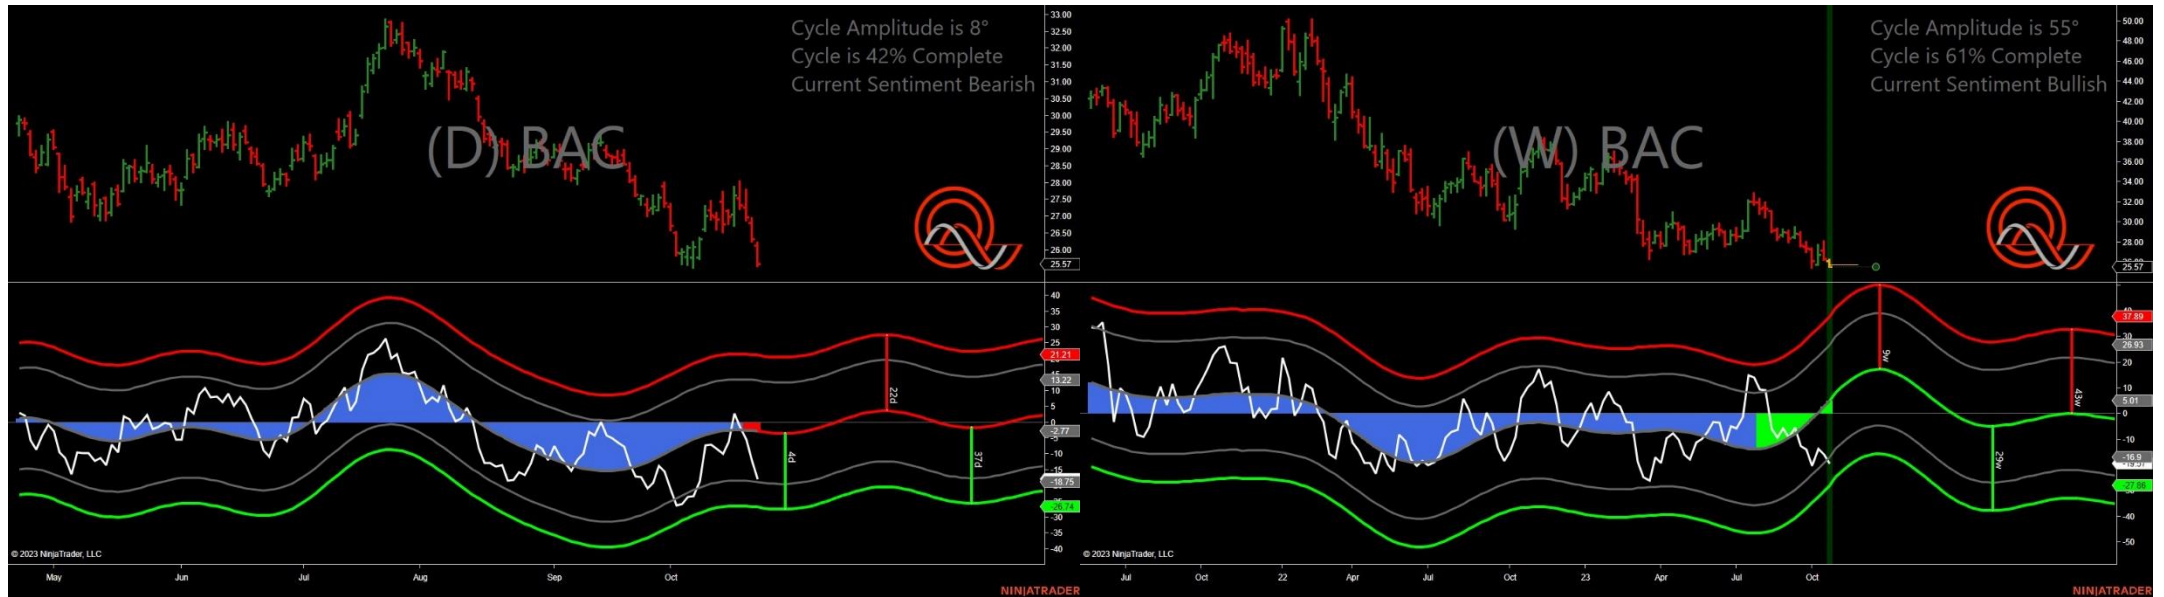 Cycle Amplitude is 8°
Cycle is 42% Complete
Current Sentiment Bearish
(D) BAC
33.00
32.50
32.00
31.50
31.00
30.50
30.00
29.50
29.00
28.50
28.00
27.50
27.00
26.50
26.00
25.57
40
35
30
25
21.21
13.22
10
5
0
-2.77
-10
-15
-18.75
-26.74
-30
-35
-40
22d
4d
37d
© 2023 NinjaTrader, LLC
May
Jun
Jul
Aug
Sep
Oct
NINJATRADER
Cycle Amplitude is 55°
Cycle is 61% Complete
Current Sentiment Bullish
(W) BAC
50.00
48.00
46.00
44.00
42.00
40.00
38.00
36.00
34.00
32.00
30.00
28.00
25.57
37.89
30
26.93
20
10
5.01
0
-10
-16.9
-27.86
-40
-50
9w
29w
43w
© 2023 NinjaTrader, LLC
Jul
Oct
22
Apr
Jul
Oct
23
Apr
Jul
Oct
NINJATRADER